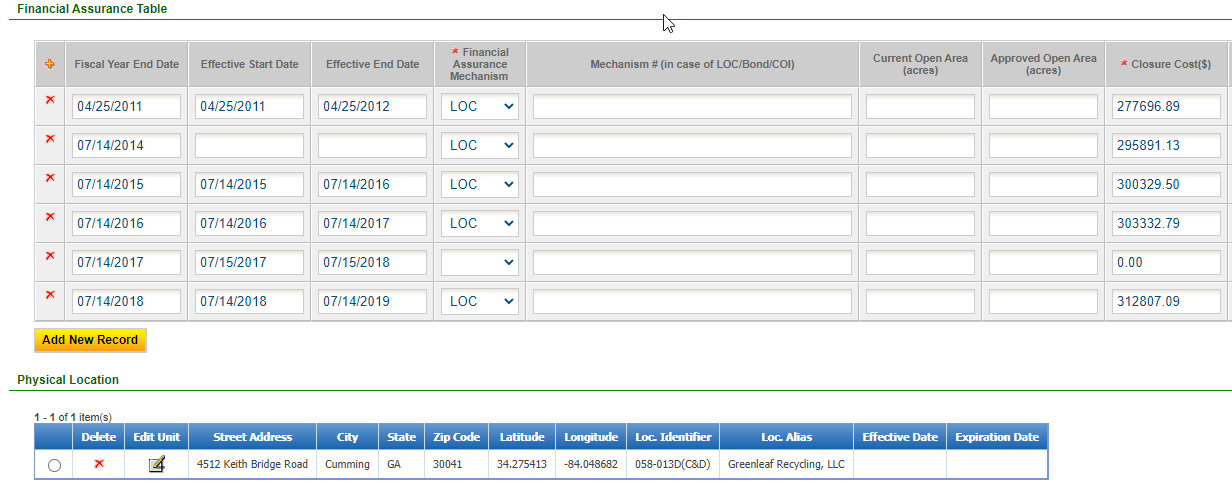 Financial Assurance Table
Fiscal Year End Date Effective Start Date Effective End Date * Financial Assurance Mechanism Mechanism # (in case of LOC/Bond/COI) Current Open Area (acres) Approved Open Area (acres) * Closure Cost($)
04/25/2011 04/25/2011 04/25/2012 LOC 277696.89
07/14/2014 LOC 295891.13
07/14/2015 07/14/2015 07/14/2016 LOC 300329.50
07/14/2016 07/14/2016 07/14/2017 LOC 303332.79
07/14/2017 07/15/2017 07/15/2018 0.00
07/14/2018 07/14/2018 07/14/2019 LOC 312807.09
Add New Record
Physical Location
1 - 1 of 1 item(s)
Delete Edit Unit Street Address City State Zip Code Latitude Longitude Loc. Identifier Loc. Alias Effective Date Expiration Date
4512 Keith Bridge Road Cumming GA 30041 34.275413 -84.048682 058-013D(C&D) Greenleaf Recycling, LLC